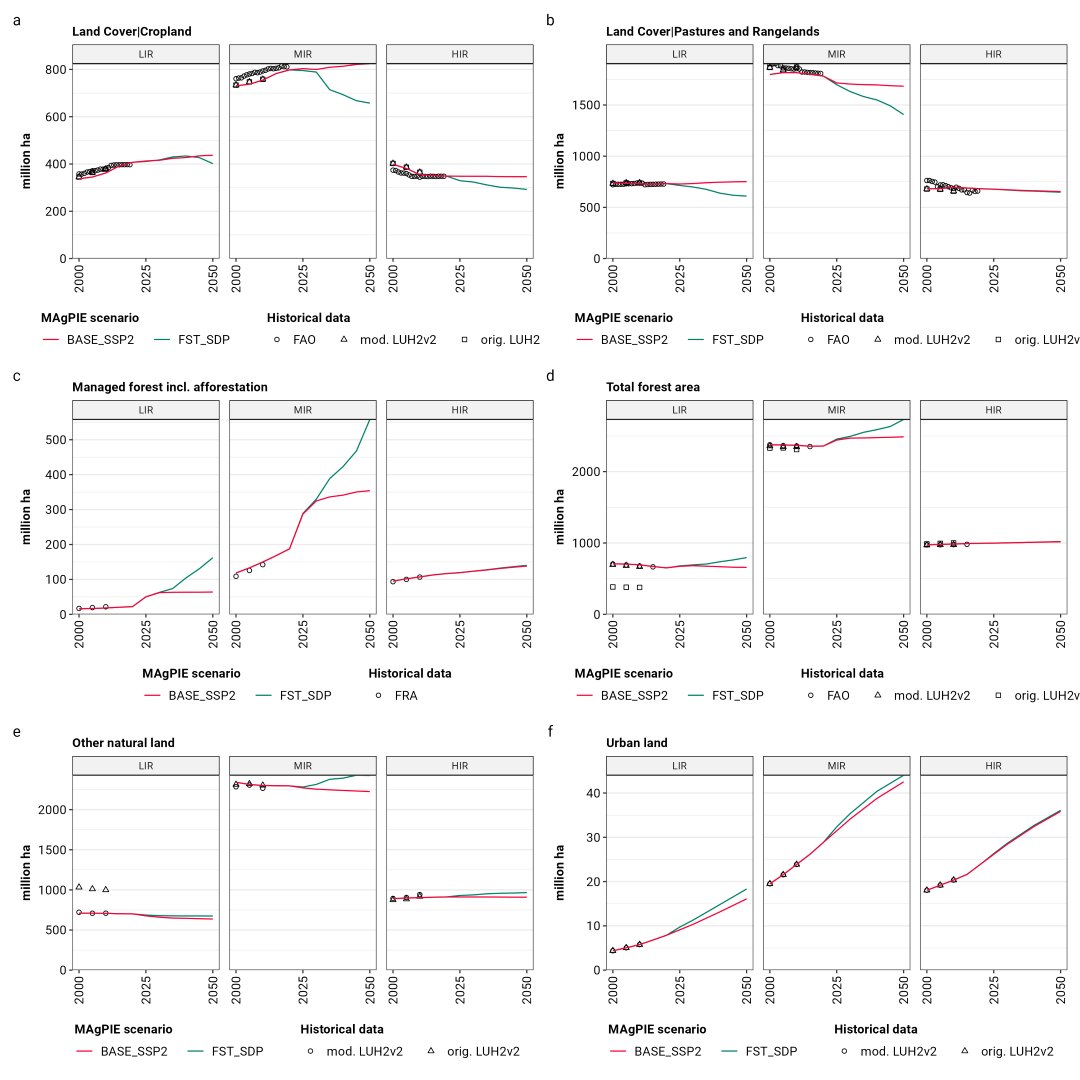 a
Land Cover|Cropland
LIR MIR HIR
million ha
800
600
400
200
0
2000 2025 2050 2000 2025 2050 2000 2025 2050
MAgPIE scenario Historical data
BASE_SSP2 FST_SDP FAO mod. LUH2v2 orig. LUH2
b
Land Cover|Pastures and Rangelands
LIR MIR HIR
million ha
1500
1000
500
0
2000 2025 2050 2000 2025 2050 2000 2025 2050
MAgPIE scenario Historical data
BASE_SSP2 FST_SDP FAO mod. LUH2v2 orig. LUH2v
c
Managed forest incl. afforestation
LIR MIR HIR
million ha
500
400
300
200
100
0
2000 2025 2050 2000 2025 2050 2000 2025 2050
MAgPIE scenario Historical data
BASE_SSP2 FST_SDP FRA
d
Total forest area
LIR MIR HIR
million ha
2000
1000
0
2000 2025 2050 2000 2025 2050 2000 2025 2050
MAgPIE scenario Historical data
BASE_SSP2 FST_SDP FAO mod. LUH2v2 orig. LUH2v
e
Other natural land
LIR MIR HIR
million ha
2000
1500
1000
500
0
2000 2025 2050 2000 2025 2050 2000 2025 2050
MAgPIE scenario Historical data
BASE_SSP2 FST_SDP mod. LUH2v2 orig. LUH2v2
f
Urban land
LIR MIR HIR
million ha
40
30
20
10
0
2000 2025 2050 2000 2025 2050 2000 2025 2050
MAgPIE scenario Historical data
BASE_SSP2 FST_SDP mod. LUH2v2 orig. LUH2v2